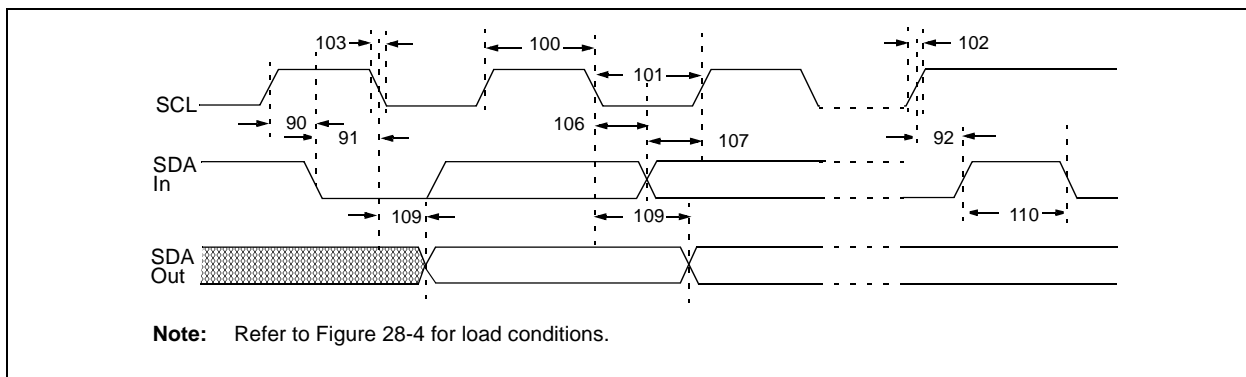 103
100
102
101
SCL
90
91
106
107
92
SDA
In
109
109
110
SDA
Out
Note: Refer to Figure 28-4 for load conditions.